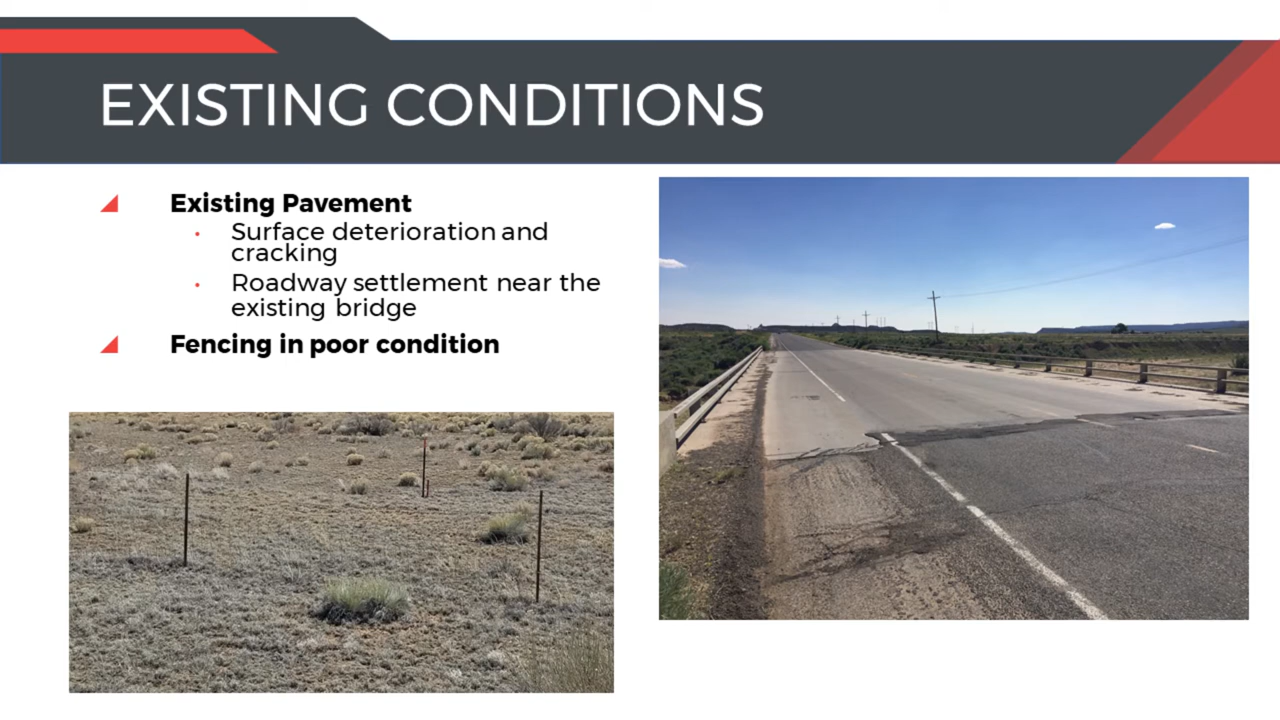 EXISTING CONDITIONS
Existing Pavement
Surface deterioration and
cracking
Roadway settlement near the
existing bridge
Fencing in poor condition